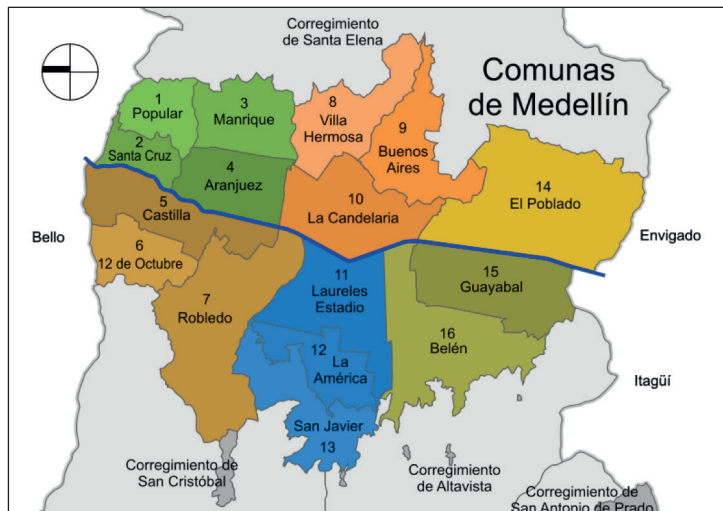 Corregimiento
de Santa Elena
Comunas
de Medellín
1
Popular
3
Manrique
8
Villa
Hermosa
9
Buenos
Aires
2
Santa Cruz
4
Aranjuez
14
El Poblado
5
Castilla
10
La Candelaria
Bello
Envigado
6
12 de Octubre
11
Laureles
Estadio
15
Guayabal
7
Robledo
16
Belén
12
La
América
Itagüí
San Javier
13
Corregimiento de
San Cristóbal
Corregimiento
de Altavista
Corregimiento de
San Antonio de Prado